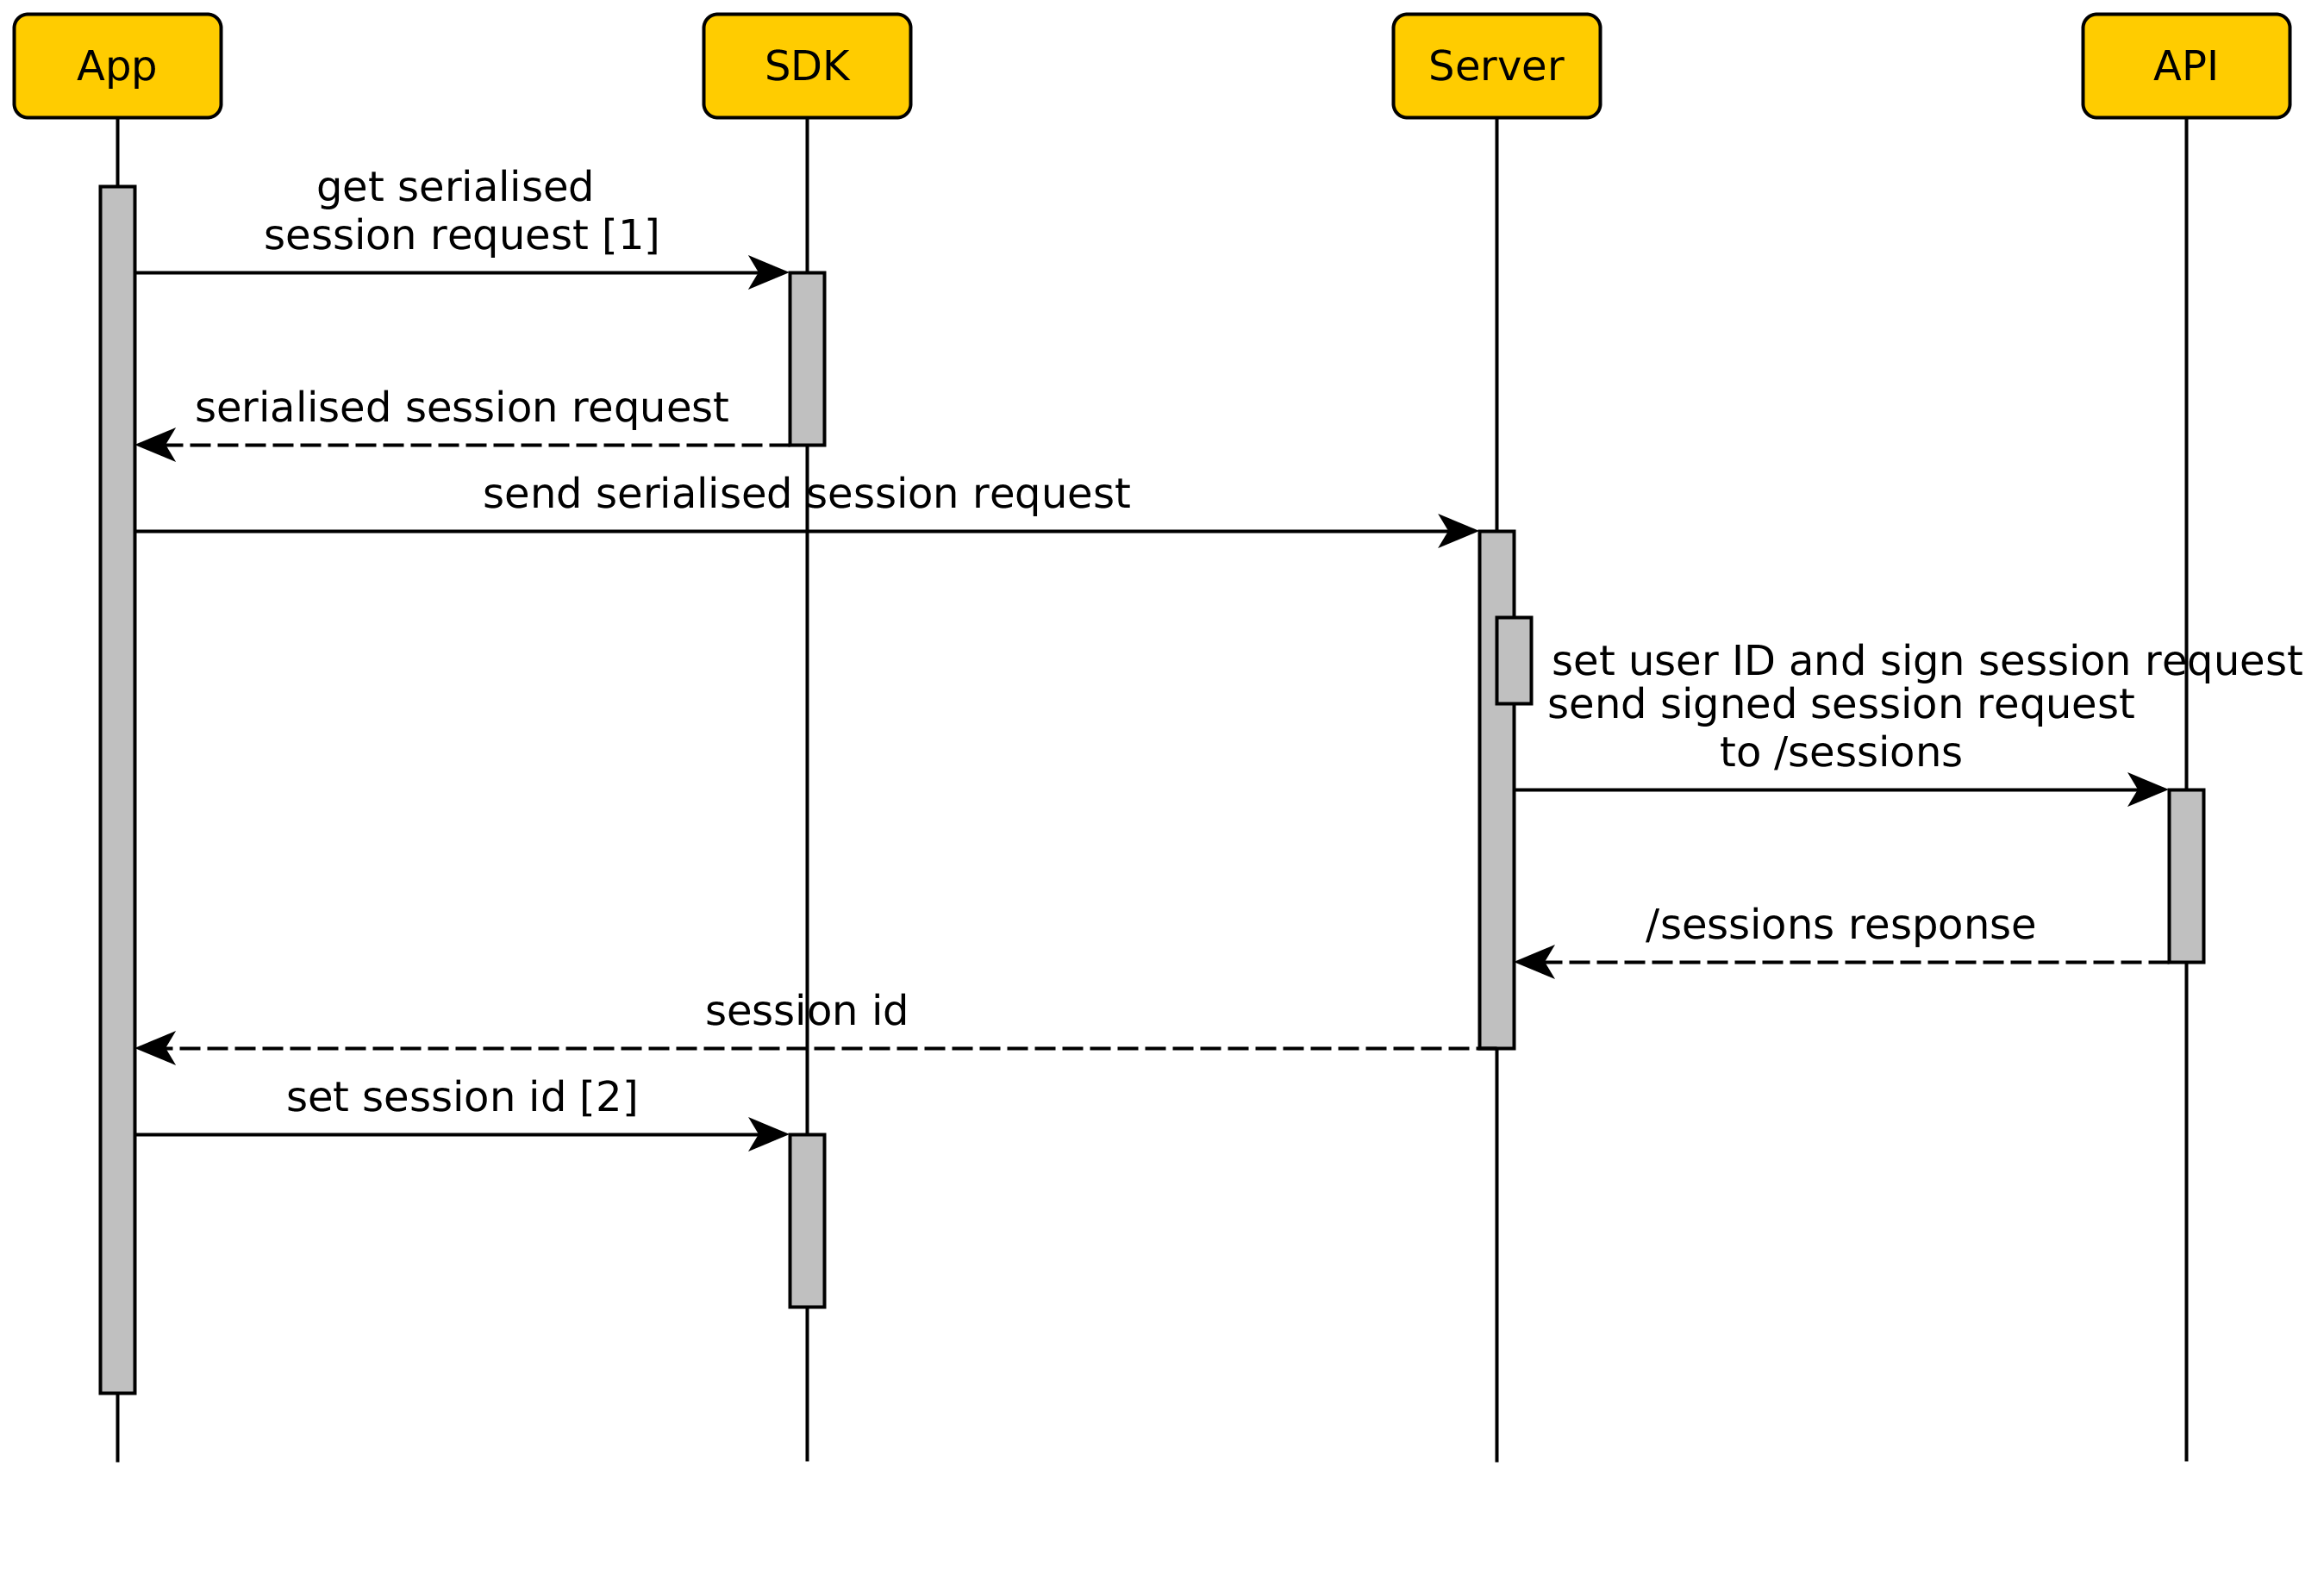 App
SDK
Server
API
get serialised
session request [1]
serialised session request
send serialised session request
set user ID and sign session request
send signed session request
to /sessions
/sessions response
session id
set session id [2]